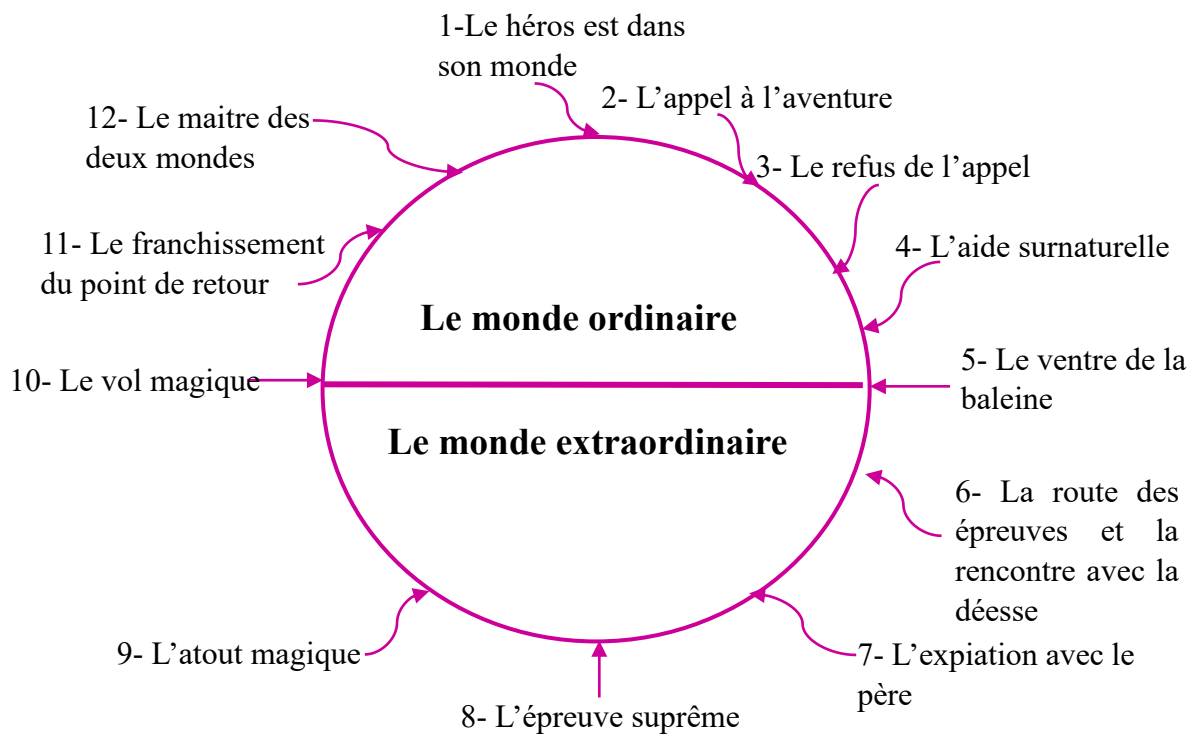 1-Le héros est dans
son monde
2- L’appel à l’aventure
3- Le refus de l’appel
4- L’aide surnaturelle
5- Le ventre de la
baleine
6- La route des
épreuves et la
rencontre avec la
déesse
7- L’expiation avec le
père
8- L’épreuve suprême
9- L’atout magique
10- Le vol magique
11- Le franchissement
du point de retour
12- Le maitre des
deux mondes
Le monde ordinaire
Le monde extraordinaire